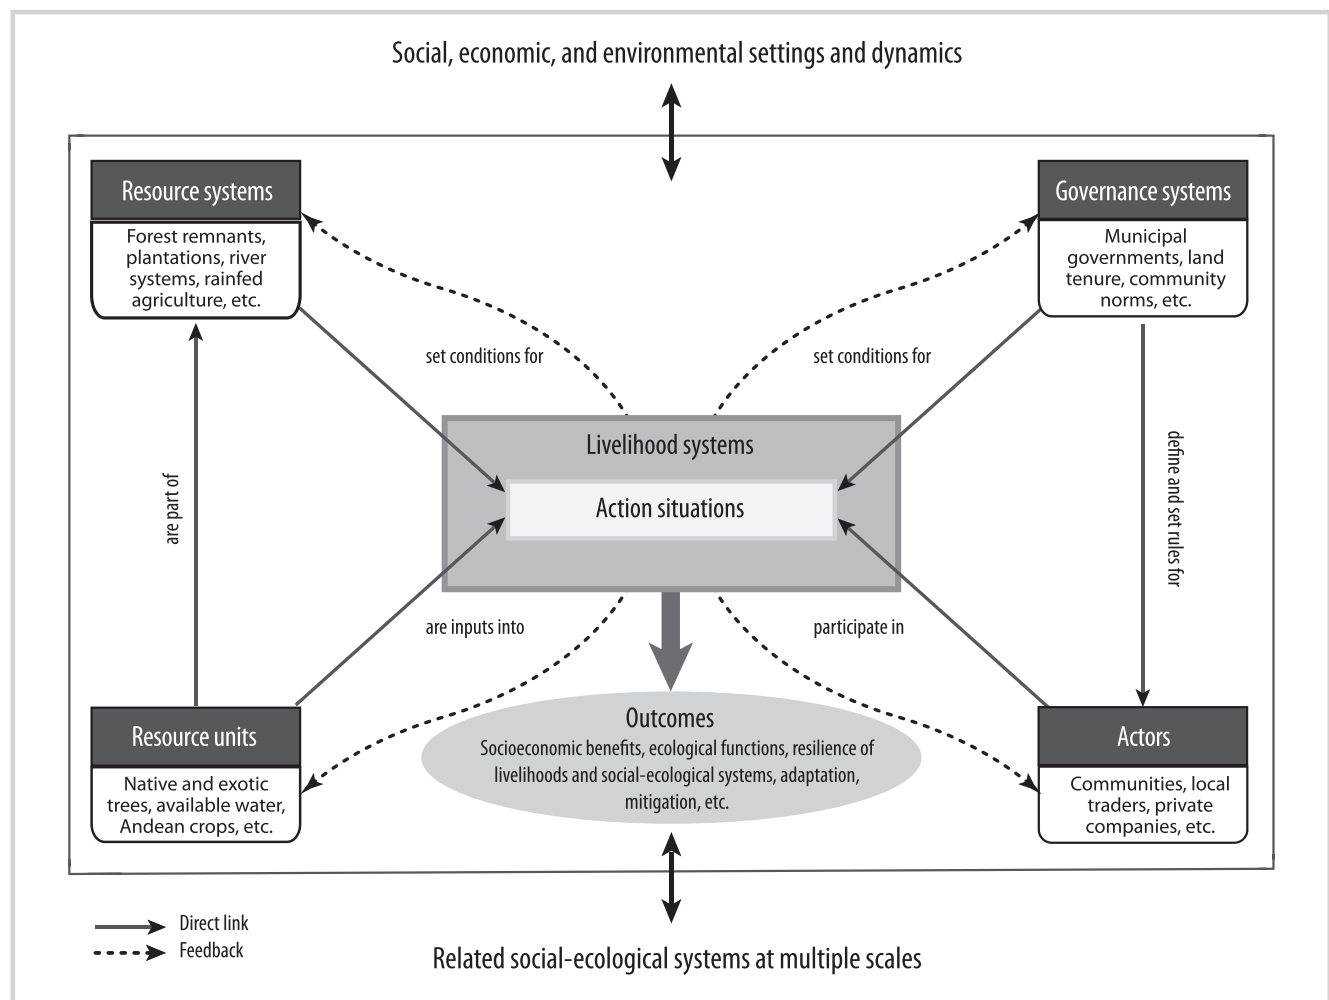 Social, economic, and environmental settings and dynamics
Resource systems
Forest remnants,
plantations, river
systems, rainfed
agriculture, etc.
Governance systems
Municipal
governments, land
tenure, community
norms, etc.
set conditions for
set conditions for
Livelihood systems
Action situations
are part of
define and set rules for
are inputs into
participate in
Resource units
Native and exotic
trees, available water,
Andean crops, etc.
Outcomes
Socioeconomic benefits, ecological functions, resilience of
livelihoods and social-ecological systems, adaptation,
mitigation, etc.
Actors
Communities, local
traders, private
companies, etc.
Direct link
Feedback
Related social-ecological systems at multiple scales